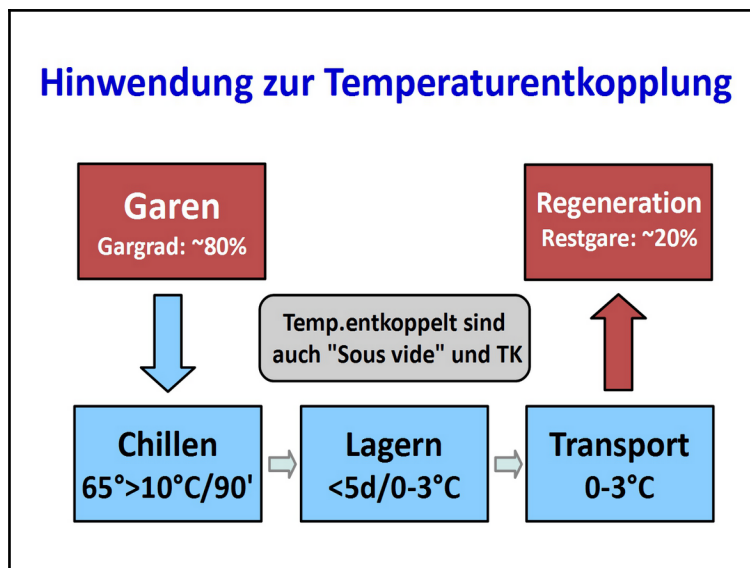 Hinwendung zur Temperaturentkopplung
Garen
Gargrad: ~80%
Regeneration
Restgare: ~20%
Temp.entkoppelt sind
auch "Sous vide" und TK
Chillen
65°>10°C/90'
Lagern
<5d/0-3°C
Transport
0-3°C